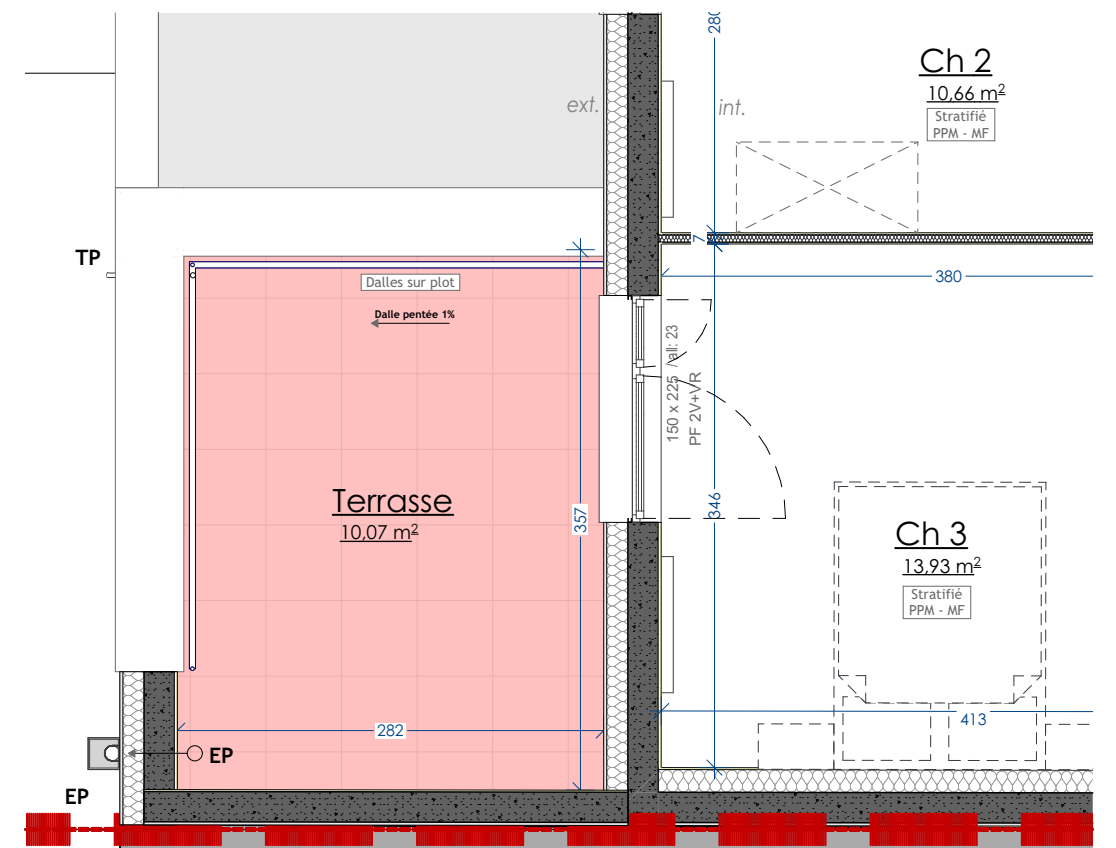 280
Ch 2
10,66 m²
Stratifié
PPM - MF
ext.
int.
7
TP
380
Dalles sur plot
Dalle pentée 1%
150 x 225 /all: 23
PF 2V+VR
Terrasse
10,07 m²
357
346
Ch 3
13,93 m²
Stratifié
PPM - MF
282
413
EP
EP